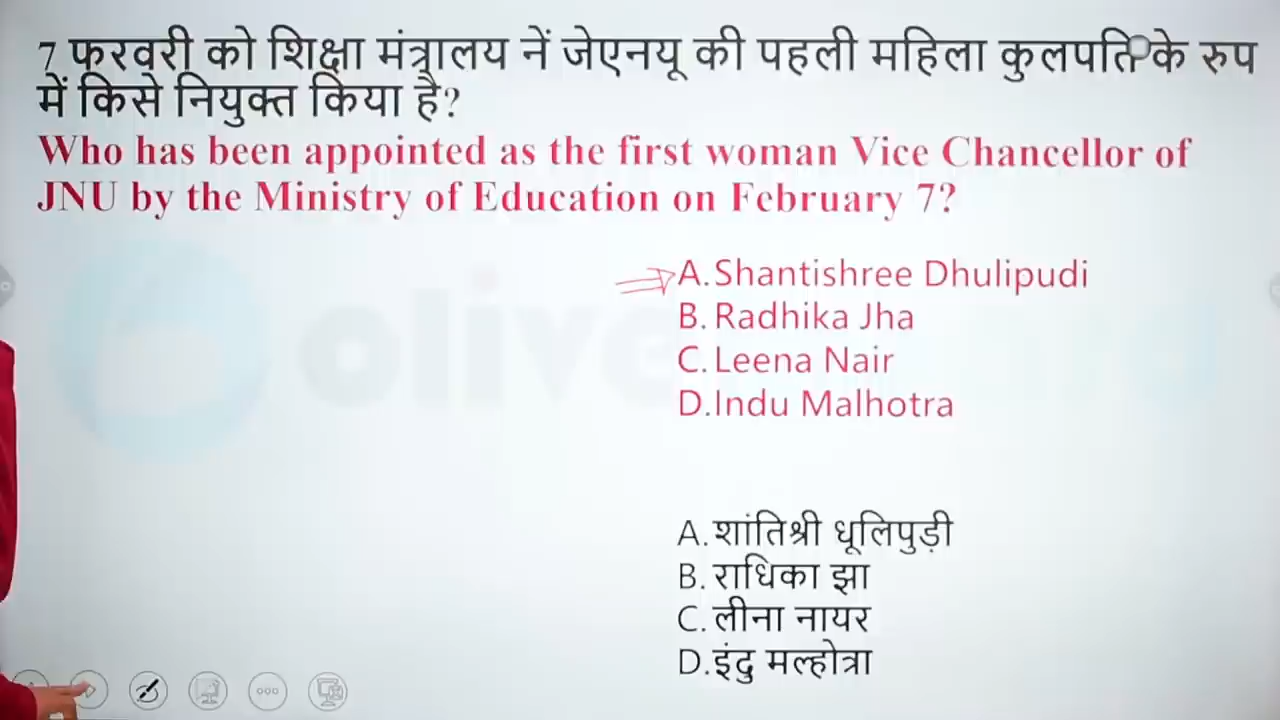 7 फरवरी को शिक्षा मंत्रालय नें जेएनयू की पहली महिला कुलपति के रुप
में किसे नियुक्त किया है?
Who has been appointed as the first woman Vice Chancellor of
JNU by the Ministry of Education on February 7?
A.Shantishree Dhulipudi
B. Radhika Jha
C. Leena Nair
D.Indu Malhotra
A.शांतिश्री धूलिपुड़ी
B. राधिका झा
C. लीना नायर
D.इंदु मल्होत्रा